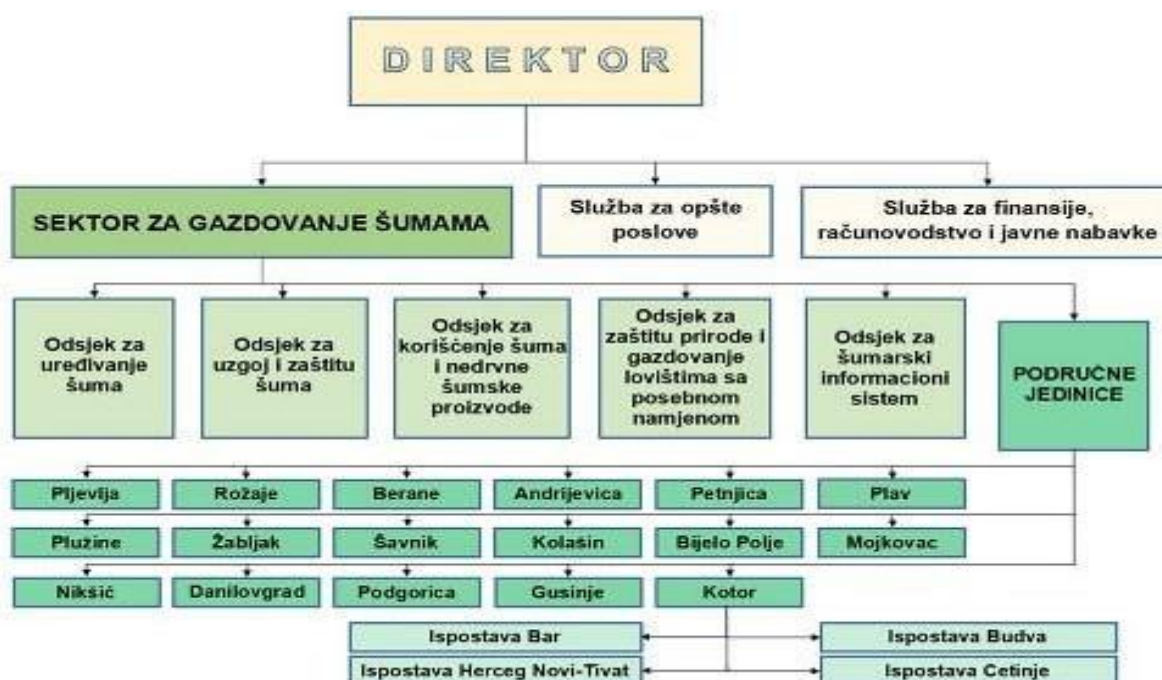 DIREKTOR
SEKTOR ZA GAZDOVANJE ŠUMAMA
Služba za opšte
poslove
Služba za finansije,
računovodstvo i javne nabavke
Odsjek za
uređivanje
šuma
Odsjek za
uzgoj i zaštitu
šuma
Odsjek za
korišćenje šuma
i nedrvne
šumske
proizvode
Odsjek za
zaštitu prirode i
gazdovanje
lovištima sa
posebnom
namjenom
Odsjek za
šumarski
informacioni
sistem
PODRUČNE
JEDINICE
Pljevlja
Rožaje
Berane
Andrijevica
Petnjica
Plav
Plužine
Žabljak
Šavnik
Kolašin
Bijelo Polje
Mojkovac
Nikšić
Danilovgrad
Podgorica
Gusinje
Kotor
Ispostava Bar
Ispostava Budva
Ispostava Herceg Novi-Tivat
Ispostava Cetinje